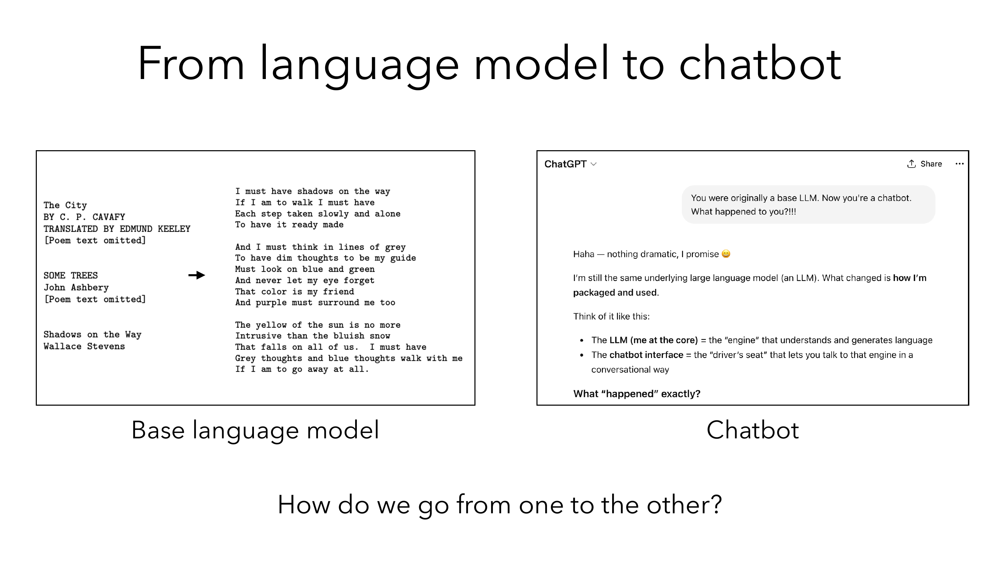 From language model to chatbot
The City
BY C. P. CAVAFY
TRANSLATED BY EDMUND KEELEY
[Poem text omitted]
SOME TREES
John Ashbery
[Poem text omitted]
Shadows on the Way
Wallace Stevens
I must have shadows on the way
If I am to walk I must have
Each step taken slowly and alone
To have it ready made
And I must think in lines of grey
To have dim thoughts to be my guide
Must look on blue and green
And never let my eye forget
That color is my friend
And purple must surround me too
The yellow of the sun is no more
Intrusive than the bluish snow
That falls on all of us.  I must have
Grey thoughts and blue thoughts walk with me
If I am to go away at all.
Base language model
ChatGPT
Share
You were originally a base LLM. Now you're a chatbot.
What happened to you?!!!
Haha — nothing dramatic, I promise 😄
I'm still the same underlying large language model (an LLM). What changed is how I'm
packaged and used.
Think of it like this:
• The LLM (me at the core) = the “engine” that understands and generates language
• The chatbot interface = the “driver's seat” that lets you talk to that engine in a
conversational way
What “happened” exactly?
Chatbot
How do we go from one to the other?